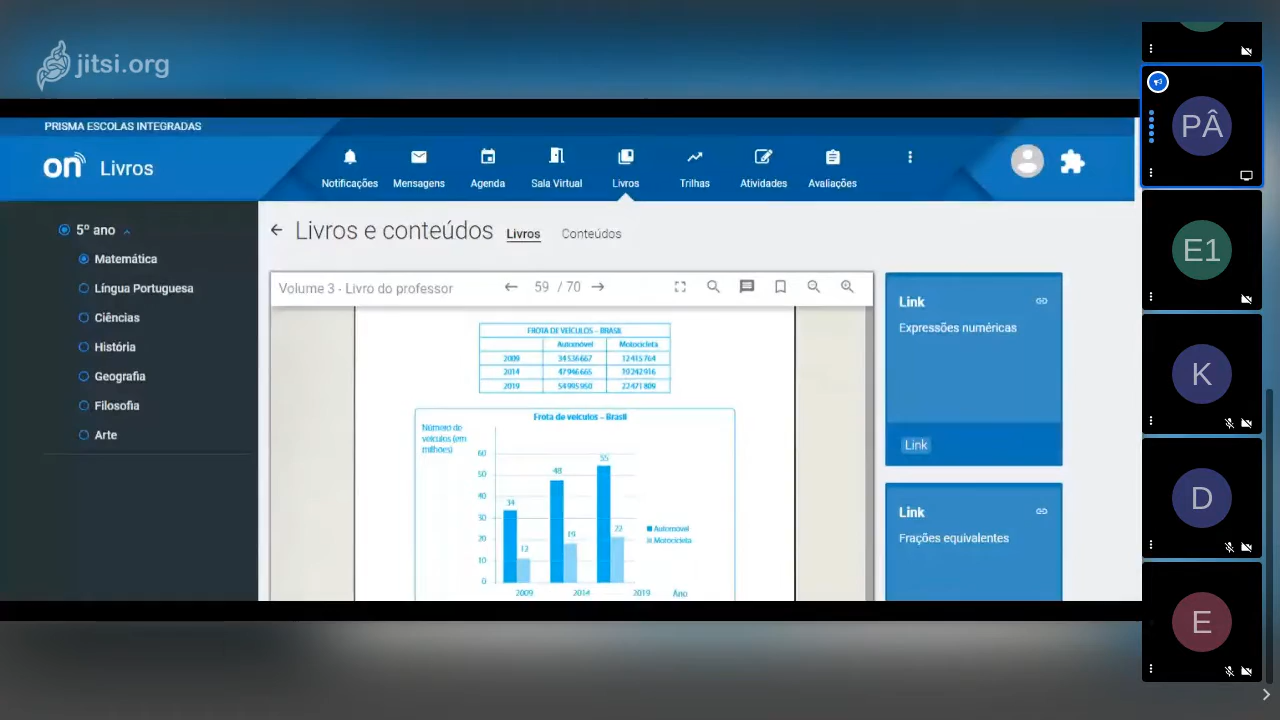 jitsi.org
PRISMA ESCOLAS INTEGRADAS
on Livros
Notificações Mensagens Agenda Sala Virtual Livros Trilhas Atividades Avaliações
5º ano
Matemática
Língua Portuguesa
Ciências
História
Geografia
Filosofia
Arte
Livros e conteúdos Livros Conteúdos
Volume 3 - Livro do professor 59 / 70
FROTA DE VEÍCULOS – BRASIL
Automóvel Motocicleta
2009 34 536 667 12 415 764
2014 47 946 665 19 242 916
2019 54 995 950 22 471 809
Frota de veículos – Brasil
Número de
veículos (em
milhões)
60
50
40
30
20
10
0
34 12
48 19
55 22
Automóvel
Motocicleta
2009 2014 2019 Ano
Link
Expressões numéricas
Link
Link
Frações equivalentes
PÂ
E1
K
D
E